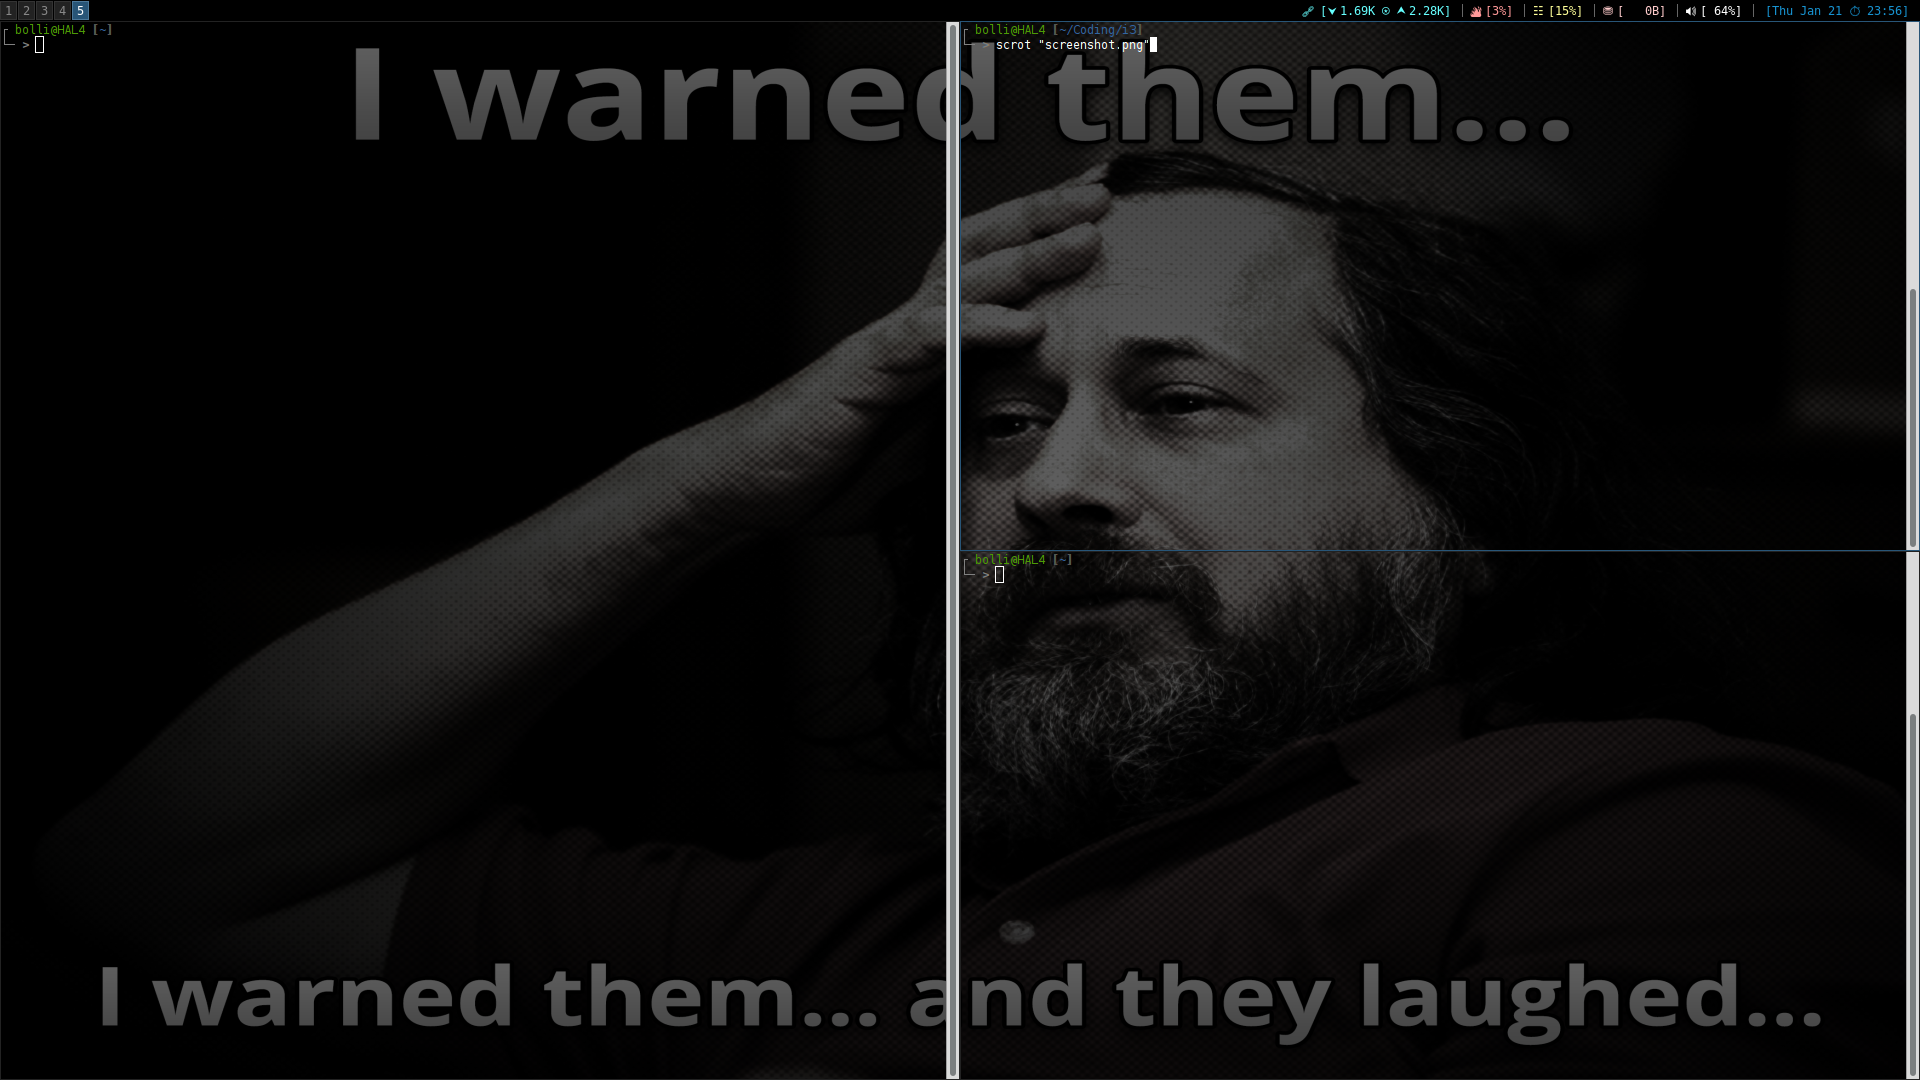 1 2 3 4 5
[ 1.69K 2.28K] | [3%] | [15%] | [ 0B] | [ 64%] | [Thu Jan 21 23:56]
bolli@HAL4 [~]
>
bolli@HAL4 [~/Coding/i3]
> scrot "screenshot.png"
I warned them...
bolli@HAL4 [~]
>
I warned them... and they laughed...